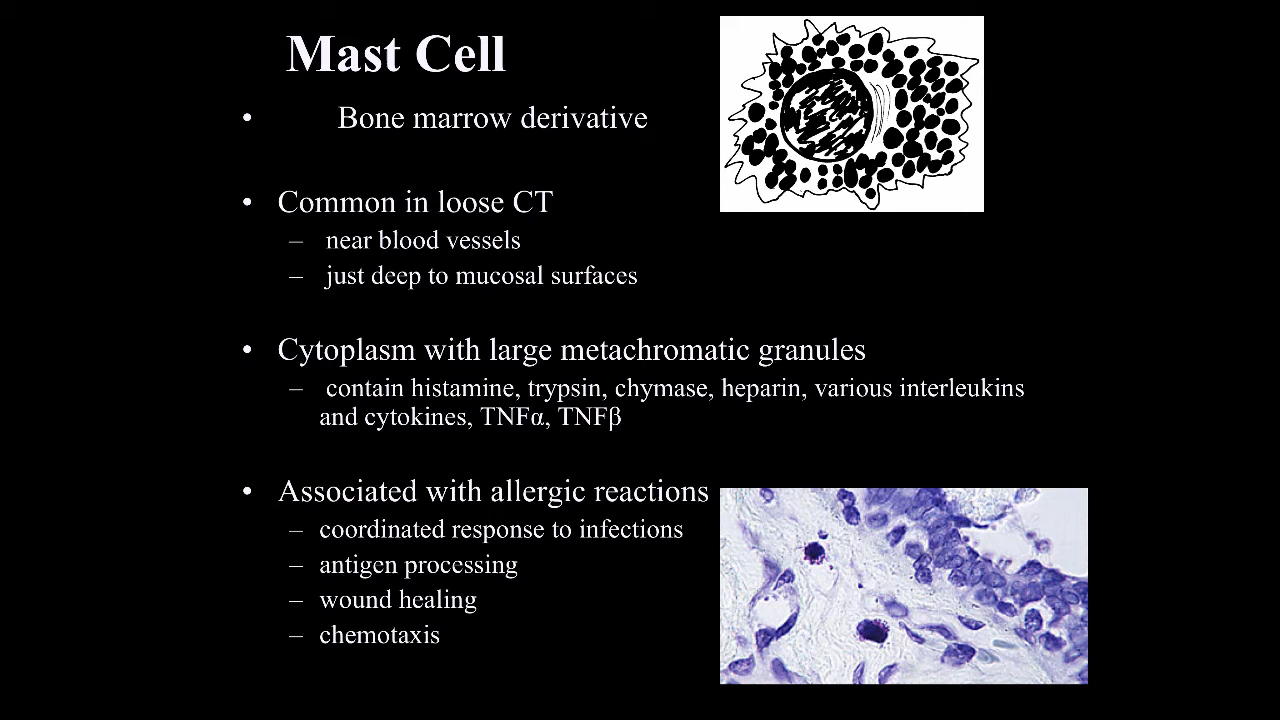 Mast Cell
• Bone marrow derivative
• Common in loose CT
– near blood vessels
– just deep to mucosal surfaces
• Cytoplasm with large metachromatic granules
– contain histamine, trypsin, chymase, heparin, various interleukins
and cytokines, TNFα, TNFβ
• Associated with allergic reactions
– coordinated response to infections
– antigen processing
– wound healing
– chemotaxis